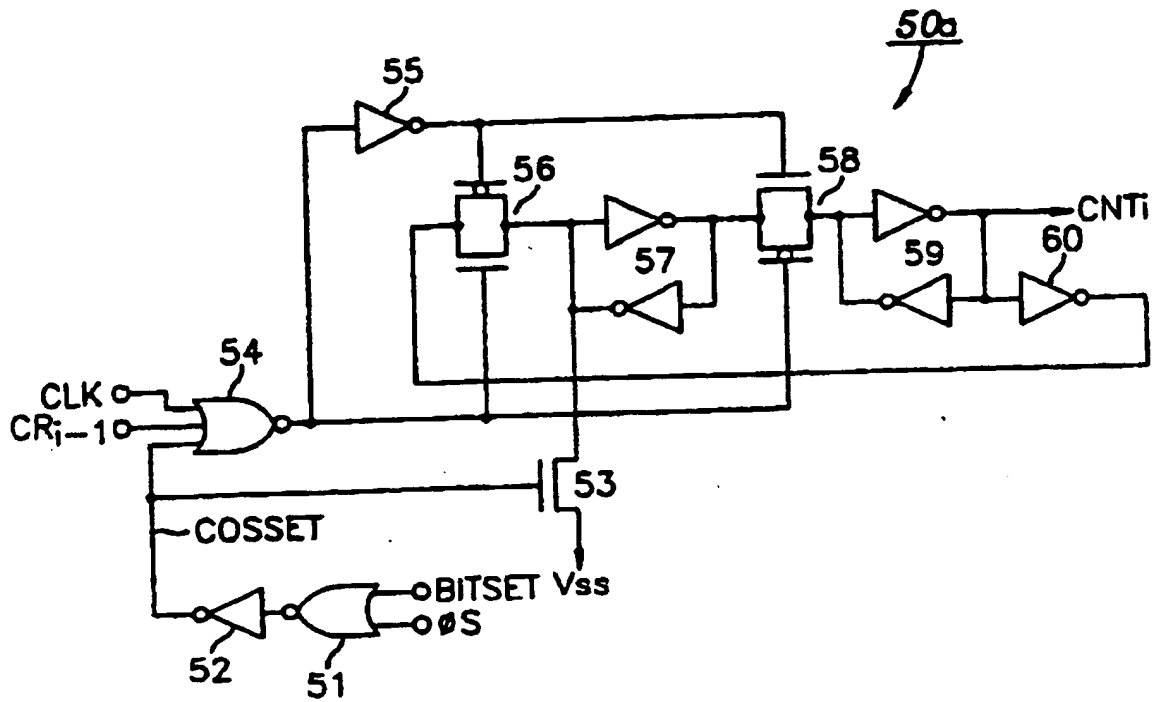 50a
55
56
58
CNTi
57
59
60
54
CLK
CRi-1
53
COSSET
Vss
BITSET
øS
52
51